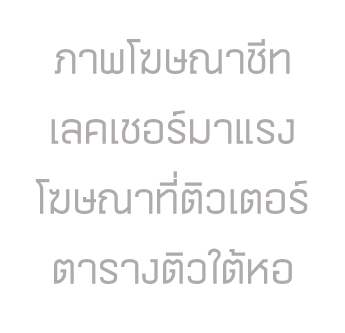 ภาพโฆษณาชีท
เลคเชอร์มาแรง
โฆษณาที่ติวเตอร์
ตารางติวใต้หอ